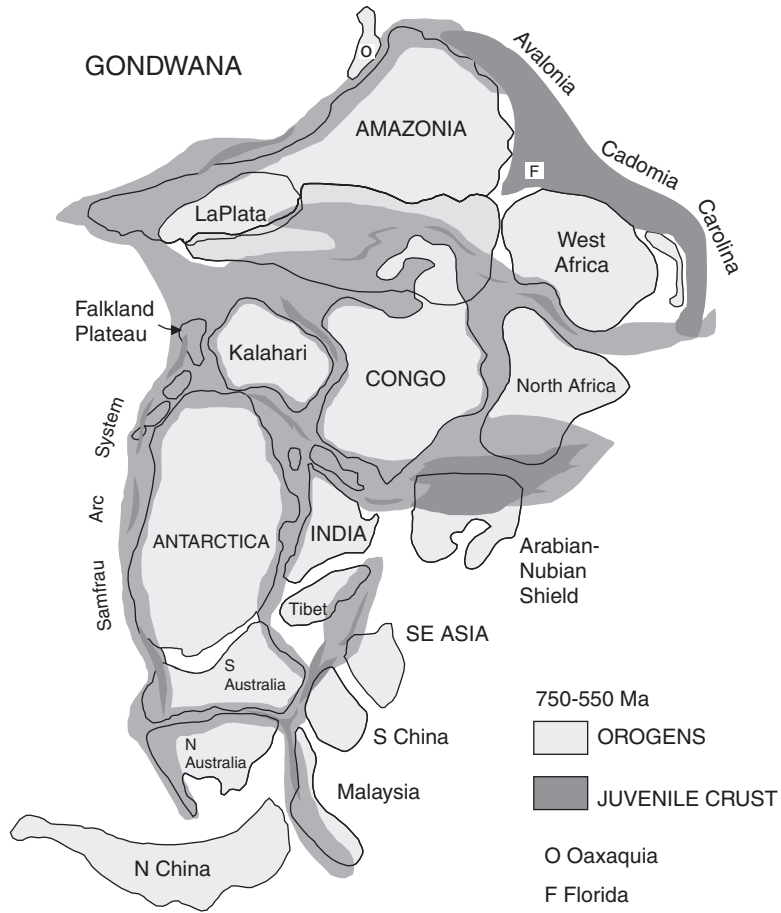 GONDWANA
O
Avalonia
AMAZONIA
F
Cadomia
Carolina
LaPlata
West
Africa
Falkland
Plateau
Kalahari
CONGO
North Africa
System
Arc
Samfrau
ANTARCTICA
INDIA
Arabian-
Nubian
Shield
Tibet
SE ASIA
S
Australia
S China
N
Australia
Malaysia
N China
750-550 Ma
OROGENS
JUVENILE CRUST
O Oaxaquia
F Florida